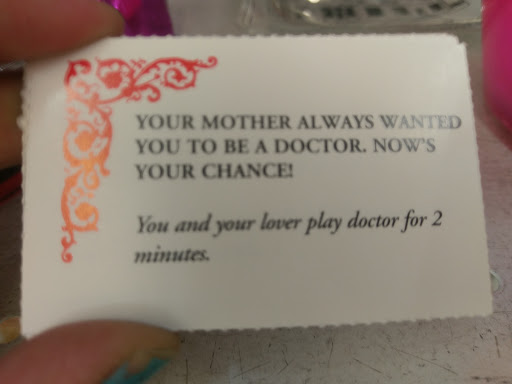 YOUR MOTHER ALWAYS WANTED
YOU TO BE A DOCTOR. NOW'S
YOUR CHANCE!
You and your lover play doctor for 2
minutes.